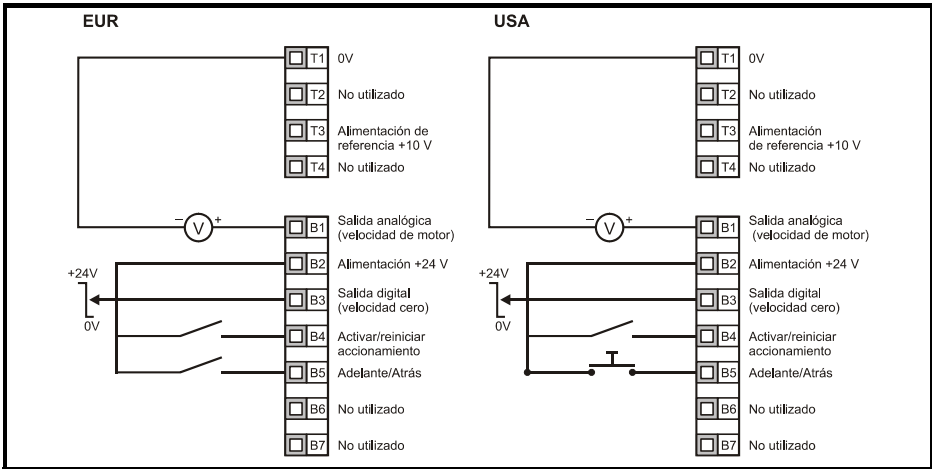 EUR
T1 0V
T2 No utilizado
T3 Alimentación de
referencia +10 V
T4 No utilizado
– V +
B1 Salida analógica
(velocidad de motor)
B2 Alimentación +24 V
+24V
0V
B3 Salida digital
(velocidad cero)
B4 Activar/reiniciar
accionamiento
B5 Adelante/Atrás
B6 No utilizado
B7 No utilizado
USA
T1 0V
T2 No utilizado
T3 Alimentación
de referencia +10 V
T4 No utilizado
– V +
B1 Salida analógica
(velocidad de motor)
B2 Alimentación +24 V
+24V
0V
B3 Salida digital
(velocidad cero)
B4 Activar/reiniciar
accionamiento
B5 Adelante/Atrás
B6 No utilizado
B7 No utilizado